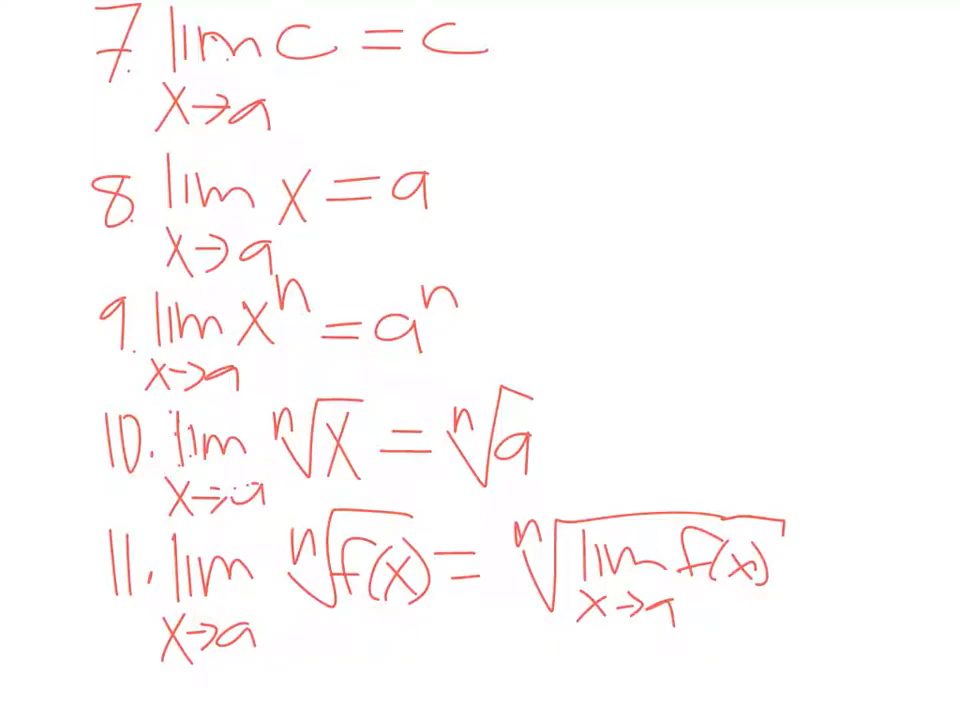 7. lim c = c
x→a
8. lim x = a
x→a
9. lim xⁿ = aⁿ
x→a
10. lim ⁿ√x = ⁿ√a
x→a
11. lim ⁿ√f(x) = ⁿ√lim f(x)
x→a x→a